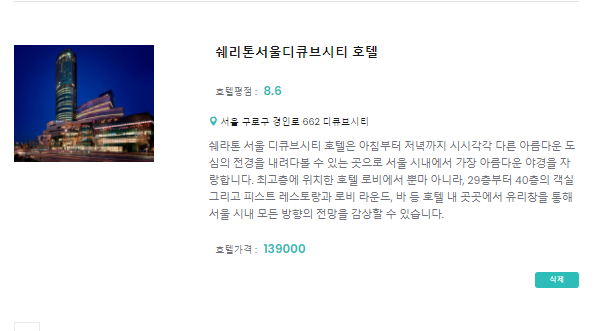 쉐리톤서울디큐브시티 호텔
호텔평점 : 8.6
서울 구로구 경인로 662 디큐브시티
쉐라톤 서울 디큐브시티 호텔은 아침부터 저녁까지 시시각각 다른 아름다운 도
심의 전경을 내려다볼 수 있는 곳으로 서울 시내에서 가장 아름다운 야경을 자
랑합니다. 최고층에 위치한 호텔 로비에서 뿐만 아니라, 29층부터 40층의 객실
그리고 피스트 레스토랑과 로비 라운드, 바 등 호텔 내 곳곳에서 유리창을 통해
서울 시내 모든 방향의 전망을 감상할 수 있습니다.
호텔가격 : 139000
삭제